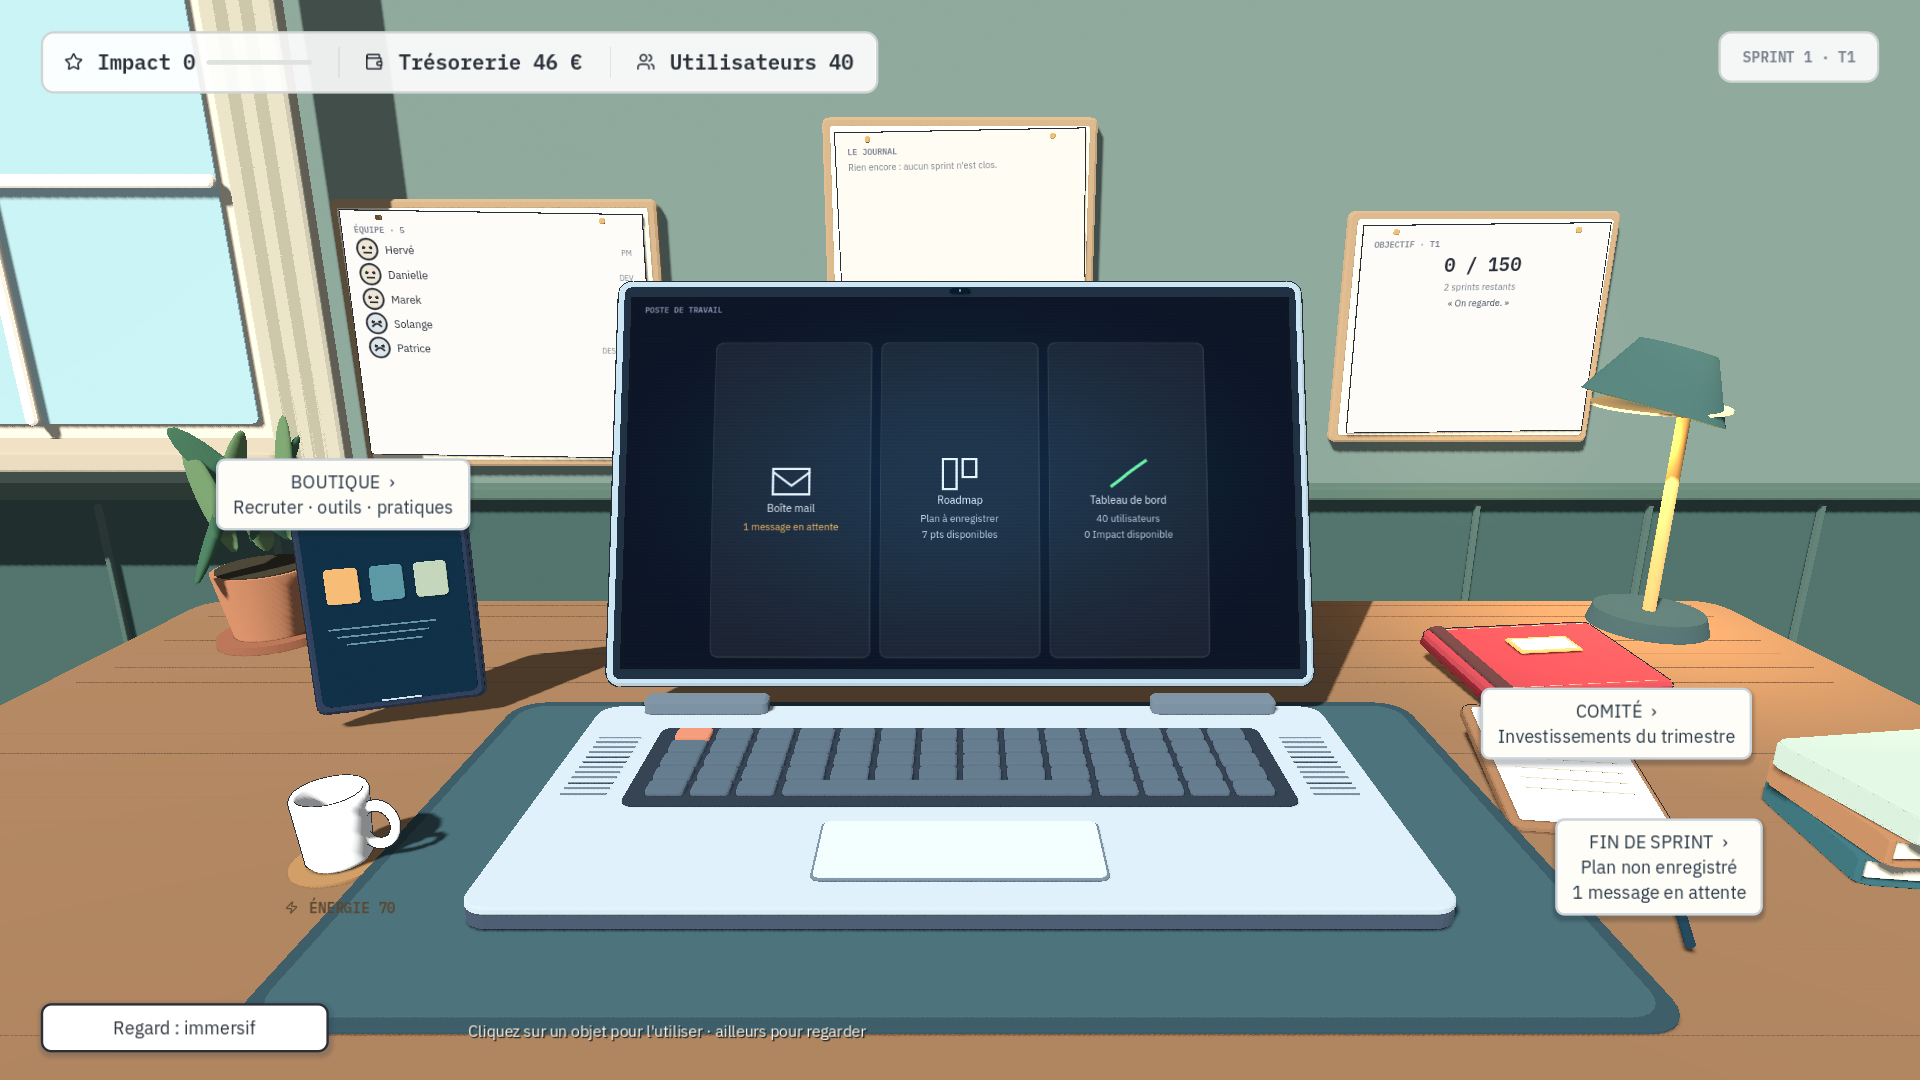 Impact 0
Trésorerie 46 €
Utilisateurs 40
SPRINT 1 · T1
LE JOURNAL
Rien encore : aucun sprint n'est clos.
ÉQUIPE · 5
Hervé
PM
Danielle
DEV
Marek
Solange
Patrice
DES
OBJECTIF · T1
0 / 150
2 sprints restants
« On regarde. »
POSTE DE TRAVAIL
Boîte mail
1 message en attente
Roadmap
Plan à enregistrer
7 pts disponibles
Tableau de bord
40 utilisateurs
0 Impact disponible
BOUTIQUE ›
Recruter · outils · pratiques
COMITÉ ›
Investissements du trimestre
FIN DE SPRINT ›
Plan non enregistré
1 message en attente
ÉNERGIE 70
Regard : immersif
Cliquez sur un objet pour l'utiliser · ailleurs pour regarder